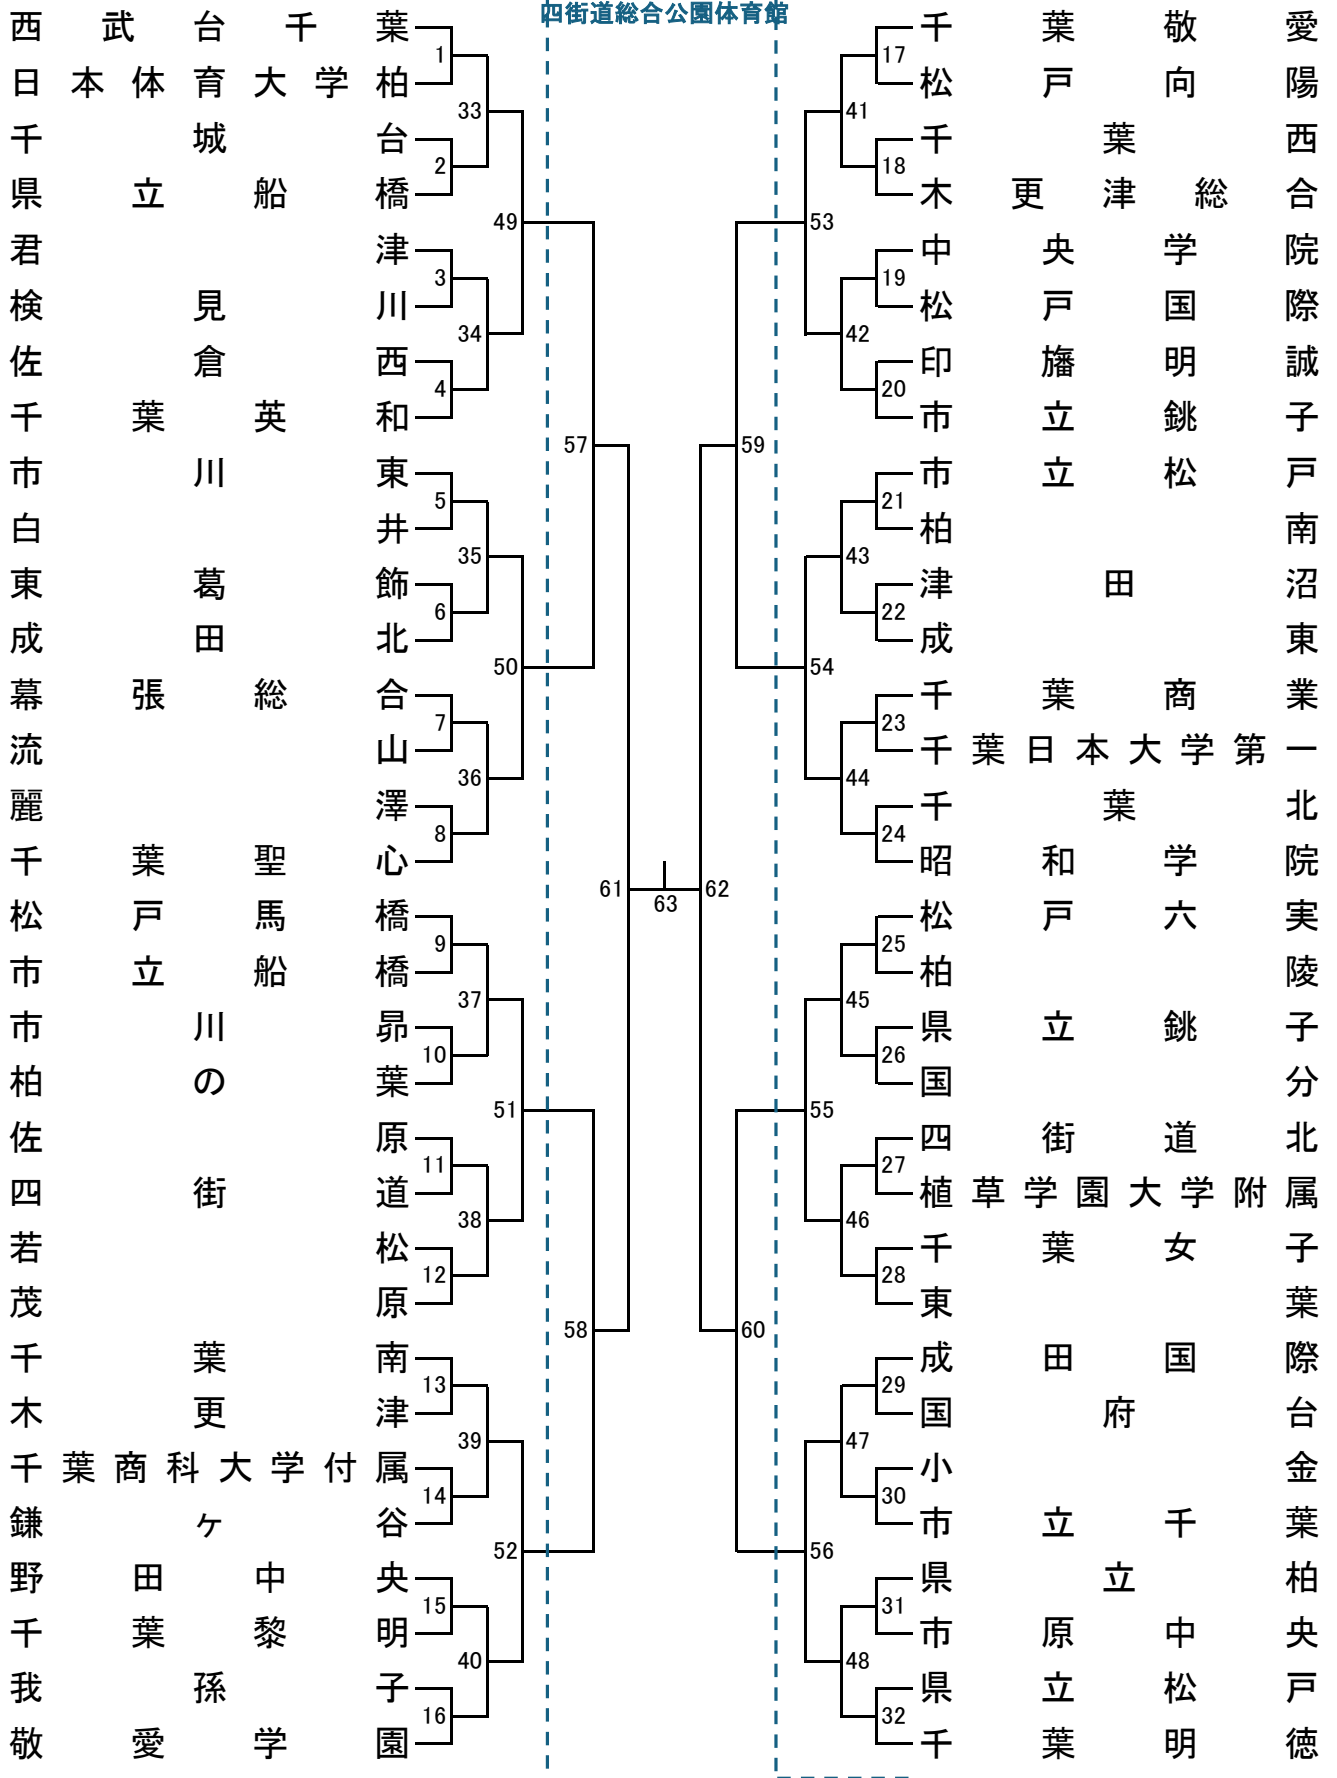 四街道総合公園体育館
西武台千葉
1
日本体育大学柏
33
千城台
2
県立船橋
49
君津
3
検見川
34
佐倉西
4
千葉英和
57
市川東
5
白井
35
東葛飾
6
成田北
50
幕張総合
7
流山
36
麗澤
8
千葉聖心
61
松戸馬橋
9
市立船橋
37
市川昴
10
柏の葉
51
佐原
11
四街道
38
若松
12
茂原
58
千葉南
13
木更津
39
千葉商科大学付属
14
鎌ヶ谷
52
野田中央
15
千葉黎明
40
我孫子
16
敬愛学園
63
千葉敬愛
17
松戸向陽
41
千葉西
18
木更津総合
53
中央学院
19
松戸国際
42
印旛明誠
20
市立銚子
59
市立松戸
21
柏南
43
津田沼
22
成東
54
千葉商業
23
千葉日本大学第一
44
千葉北
24
昭和学院
62
松戸六実
25
柏陵
45
県立銚子
26
国分
55
四街道北
27
植草学園大学附属
46
千葉女子
28
東葉
60
成田国際
29
国府台
47
小金
30
市立千葉
56
県立柏
31
市原中央
48
県立松戸
32
千葉明徳